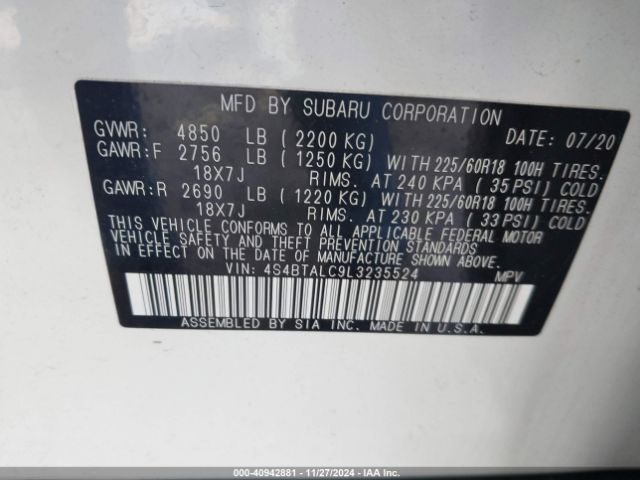 MFD BY SUBARU CORPORATION
GVWR: 4850 LB ( 2200 KG) DATE: 07/20
GAWR:F 2756 LB ( 1250 KG) WITH 225/60R18 100H TIRES.
18X7J RIMS. AT 240 KPA ( 35 PSI) COLD
GAWR:R 2690 LB ( 1220 KG) WITH 225/60R18 100H TIRES.
18X7J RIMS. AT 230 KPA ( 33 PSI) COLD
THIS VEHICLE CONFORMS TO ALL APPLICABLE FEDERAL MOTOR
VEHICLE SAFETY AND THEFT PREVENTION STANDARDS
IN EFFECT ON THE DATE OF MANUFACTURE SHOWN ABOVE.
VIN: 4S4BTALC9L3235524 MPV
ASSEMBLED BY SIA INC. MADE IN U.S.A.
000-40942881 - 11/27/2024 - IAAI.COM